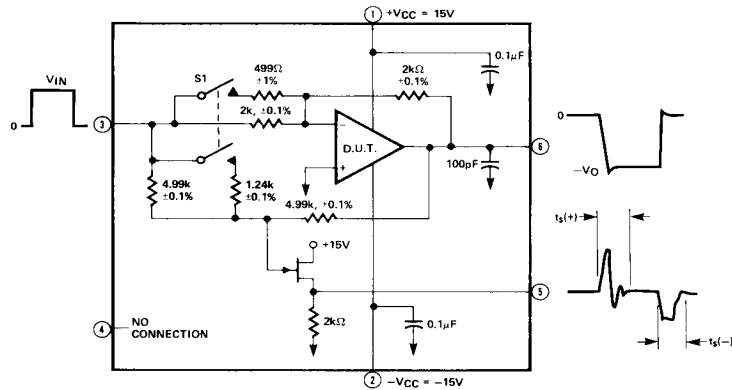 1 +VCC = 15V
0.1µF
VIN
0
S1
499Ω
±1%
2kΩ
±0.1%
2k, ±0.1%
3
−
+
D.U.T.
6
100pF
0
−VO
4.99k
±0.1%
1.24k
±0.1%
4.99k, ±0.1%
+15V
ts(+)
5
4
NO
CONNECTION
2kΩ
0.1µF
ts(−)
2 −VCC = −15V